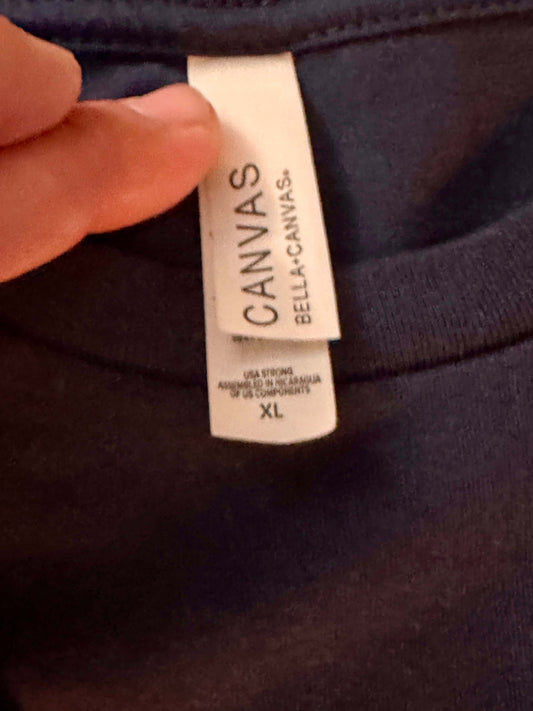 CANVAS
BELLA+CANVAS®
USA STRONG
ASSEMBLED IN NICARAGUA
OF US COMPONENTS
XL